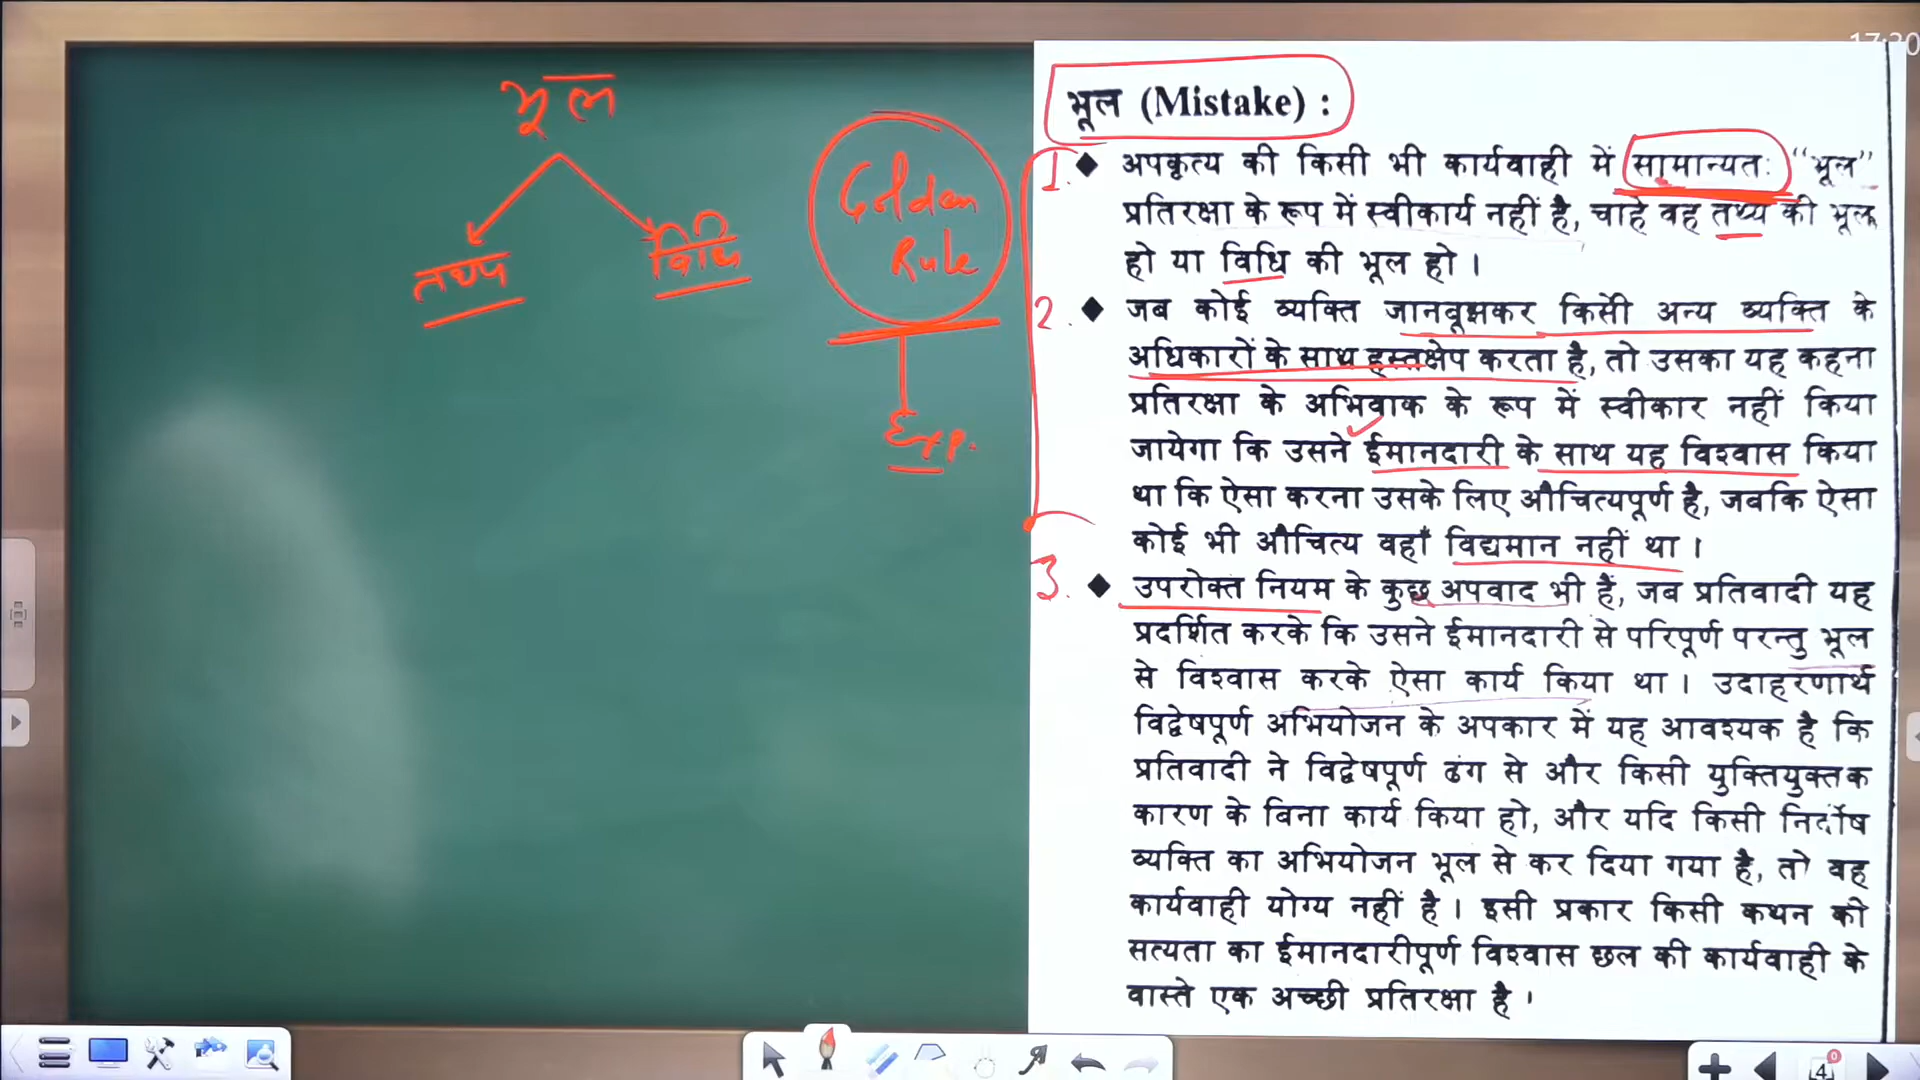 भूल
तथ्य
विधि
Golden
Rule
Exp.
17:30
भूल (Mistake) :
1. ◆ अपकृत्य की किसी भी कार्यवाही में सामान्यतः "भूल"
प्रतिरक्षा के रूप में स्वीकार्य नहीं है, चाहे वह तथ्य की भूल
हो या विधि की भूल हो।
2. ◆ जब कोई व्यक्ति जानबूझकर किसी अन्य व्यक्ति के
अधिकारों के साथ हस्तक्षेप करता है, तो उसका यह कहना
प्रतिरक्षा के अभिवाक के रूप में स्वीकार नहीं किया
जायेगा कि उसने ईमानदारी के साथ यह विश्वास किया
था कि ऐसा करना उसके लिए औचित्यपूर्ण है, जबकि ऐसा
कोई भी औचित्य वहाँ विद्यमान नहीं था।
3. ◆ उपरोक्त नियम के कुछ अपवाद भी हैं, जब प्रतिवादी यह
प्रदर्शित करके कि उसने ईमानदारी से परिपूर्ण परन्तु भूल
से विश्वास करके ऐसा कार्य किया था। उदाहरणार्थ
विद्वेषपूर्ण अभियोजन के अपकार में यह आवश्यक है कि
प्रतिवादी ने विद्वेषपूर्ण ढंग से और किसी युक्तियुक्त
कारण के बिना कार्य किया हो, और यदि किसी निर्दोष
व्यक्ति का अभियोजन भूल से कर दिया गया है, तो वह
कार्यवाही योग्य नहीं है। इसी प्रकार किसी कथन की
सत्यता का ईमानदारीपूर्ण विश्वास छल की कार्यवाही के
वास्ते एक अच्छी प्रतिरक्षा है।
4
0